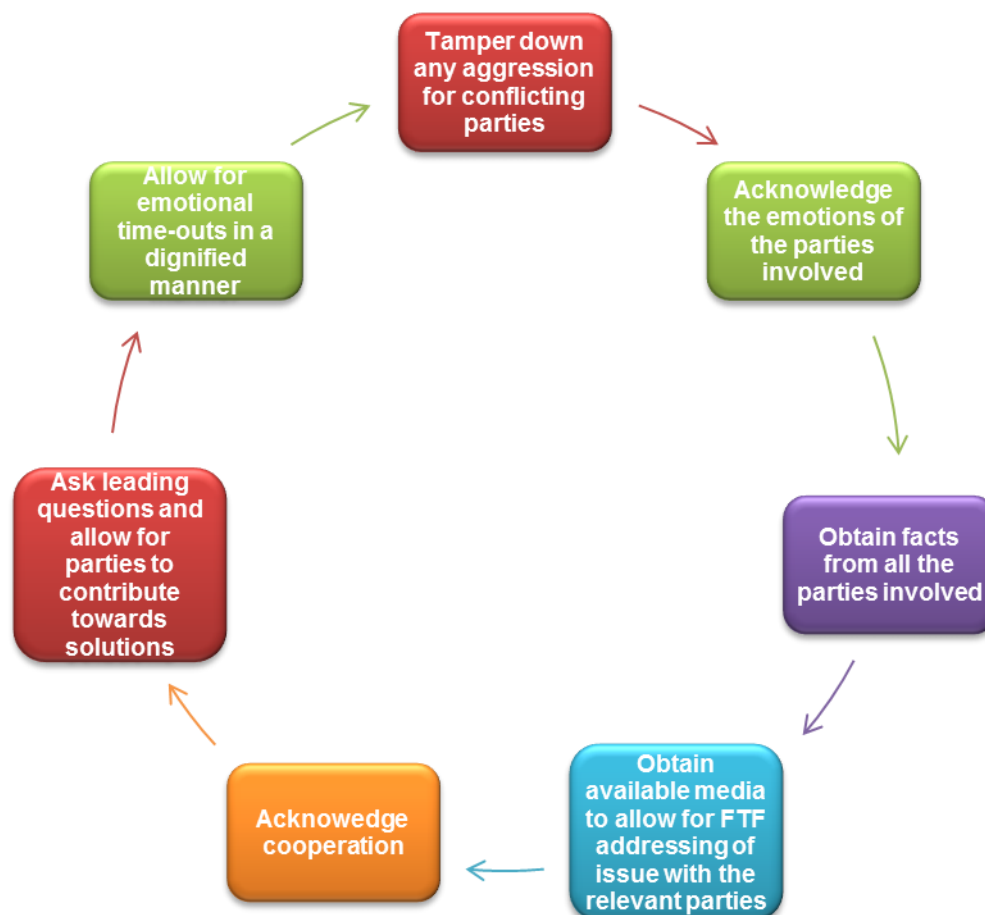 Tamper down
any aggression
for conflicting
parties
Acknowledge
the emotions of
the parties
involved
Obtain facts
from all the
parties involved
Obtain
available media
to allow for FTF
addressing of
issue with the
relevant parties
Acknowedge
cooperation
Ask leading
questions and
allow for
parties to
contribute
towards
solutions
Allow for
emotional
time-outs in a
dignified
manner